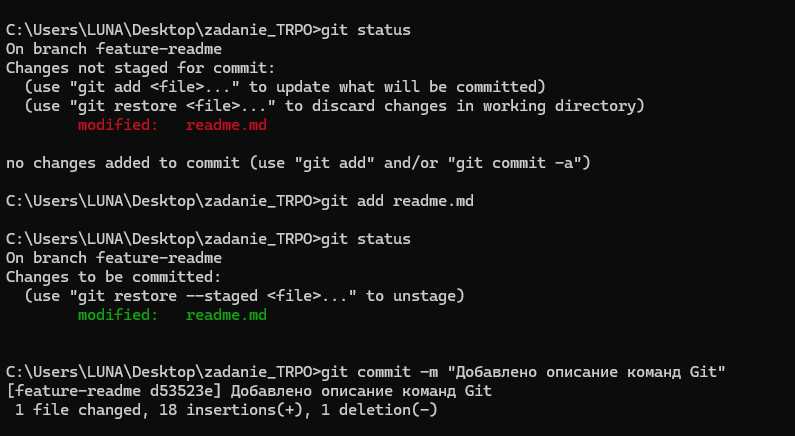 C:\Users\LUNA\Desktop\zadanie_TRPO>git status
On branch feature-readme
Changes not staged for commit:
  (use "git add <file>..." to update what will be committed)
  (use "git restore <file>..." to discard changes in working directory)
        modified:   readme.md

no changes added to commit (use "git add" and/or "git commit -a")

C:\Users\LUNA\Desktop\zadanie_TRPO>git add readme.md

C:\Users\LUNA\Desktop\zadanie_TRPO>git status
On branch feature-readme
Changes to be committed:
  (use "git restore --staged <file>..." to unstage)
        modified:   readme.md


C:\Users\LUNA\Desktop\zadanie_TRPO>git commit -m "Добавлено описание команд Git"
[feature-readme d53523e] Добавлено описание команд Git
 1 file changed, 18 insertions(+), 1 deletion(-)